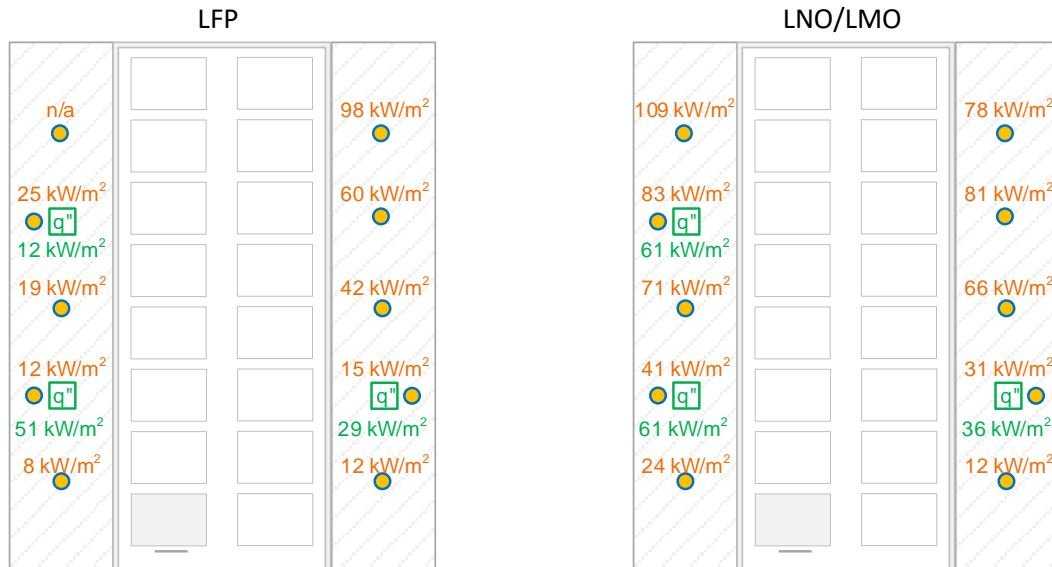 LFP
n/a
25 kW/m²
q"
12 kW/m²
19 kW/m²
12 kW/m²
q"
51 kW/m²
8 kW/m²
98 kW/m²
60 kW/m²
42 kW/m²
15 kW/m²
q"
29 kW/m²
12 kW/m²
LNO/LMO
109 kW/m²
83 kW/m²
q"
61 kW/m²
71 kW/m²
41 kW/m²
q"
61 kW/m²
24 kW/m²
78 kW/m²
81 kW/m²
66 kW/m²
31 kW/m²
q"
36 kW/m²
12 kW/m²